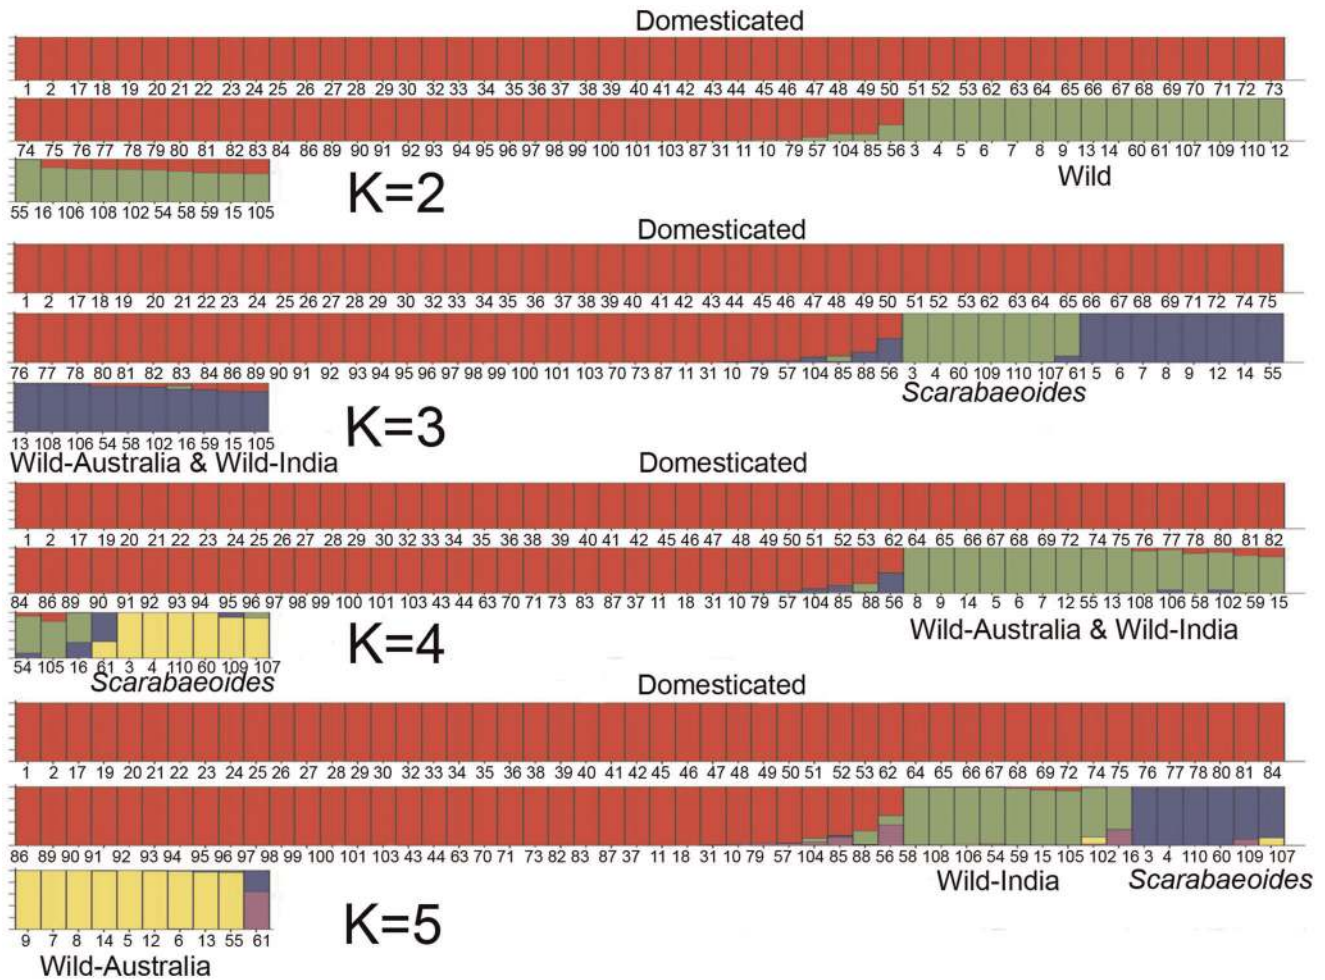 Domesticated
1 2 17 18 19 20 21 22 23 24 25 26 27 28 29 30 32 33 34 35 36 37 38 39 40 41 42 43 44 45 46 47 48 49 50 51 52 53 62 63 64 65 66 67 68 69 70 71 72 73
74 75 76 77 78 79 80 81 82 83 84 86 89 90 91 92 93 94 95 96 97 98 99 100 101 103 87 31 11 10 79 57 104 85 56 3 4 5 6 7 8 9 13 14 60 61 107 109 110 12
Wild
55 16 106 108 102 54 58 59 15 105
K=2
Domesticated
1 2 17 18 19 20 21 22 23 24 25 26 27 28 29 30 32 33 34 35 36 37 38 39 40 41 42 43 44 45 46 47 48 49 50 51 52 53 62 63 64 65 66 67 68 69 71 72 74 75
76 77 78 80 81 82 83 84 86 89 90 91 92 93 94 95 96 97 98 99 100 101 103 70 73 87 11 31 10 79 57 104 85 88 56 3 4 60 109 110 107 61 5 6 7 8 9 12 14 55
Scarabaeoides
13 108 106 54 58 102 16 59 15 105
K=3
Wild-Australia & Wild-India
Domesticated
1 2 17 19 20 21 22 23 24 25 26 27 28 29 30 32 33 34 35 36 38 39 40 41 42 45 46 47 48 49 50 51 52 53 62 64 65 66 67 68 69 72 74 75 76 77 78 80 81 82
84 86 89 90 91 92 93 94 95 96 97 98 99 100 101 103 43 44 63 70 71 73 83 87 37 11 18 31 10 79 57 104 85 88 56 8 9 14 5 6 7 12 55 13 108 106 58 102 59 15
Wild-Australia & Wild-India
54 105 16 61 3 4 110 60 109 107
K=4
Scarabaeoides
Domesticated
1 2 17 19 20 21 22 23 24 25 26 27 28 29 30 32 33 34 35 36 38 39 40 41 42 45 46 47 48 49 50 51 52 53 62 64 65 66 67 68 69 72 74 75 76 77 78 80 81 84
86 89 90 91 92 93 94 95 96 97 98 99 100 101 103 43 44 63 70 71 73 82 83 87 37 11 18 31 10 79 57 104 85 88 56 58 108 106 54 59 15 105 102 16 3 4 110 60 109 107
Wild-India
Scarabaeoides
9 7 8 14 5 12 6 13 55 61
K=5
Wild-Australia